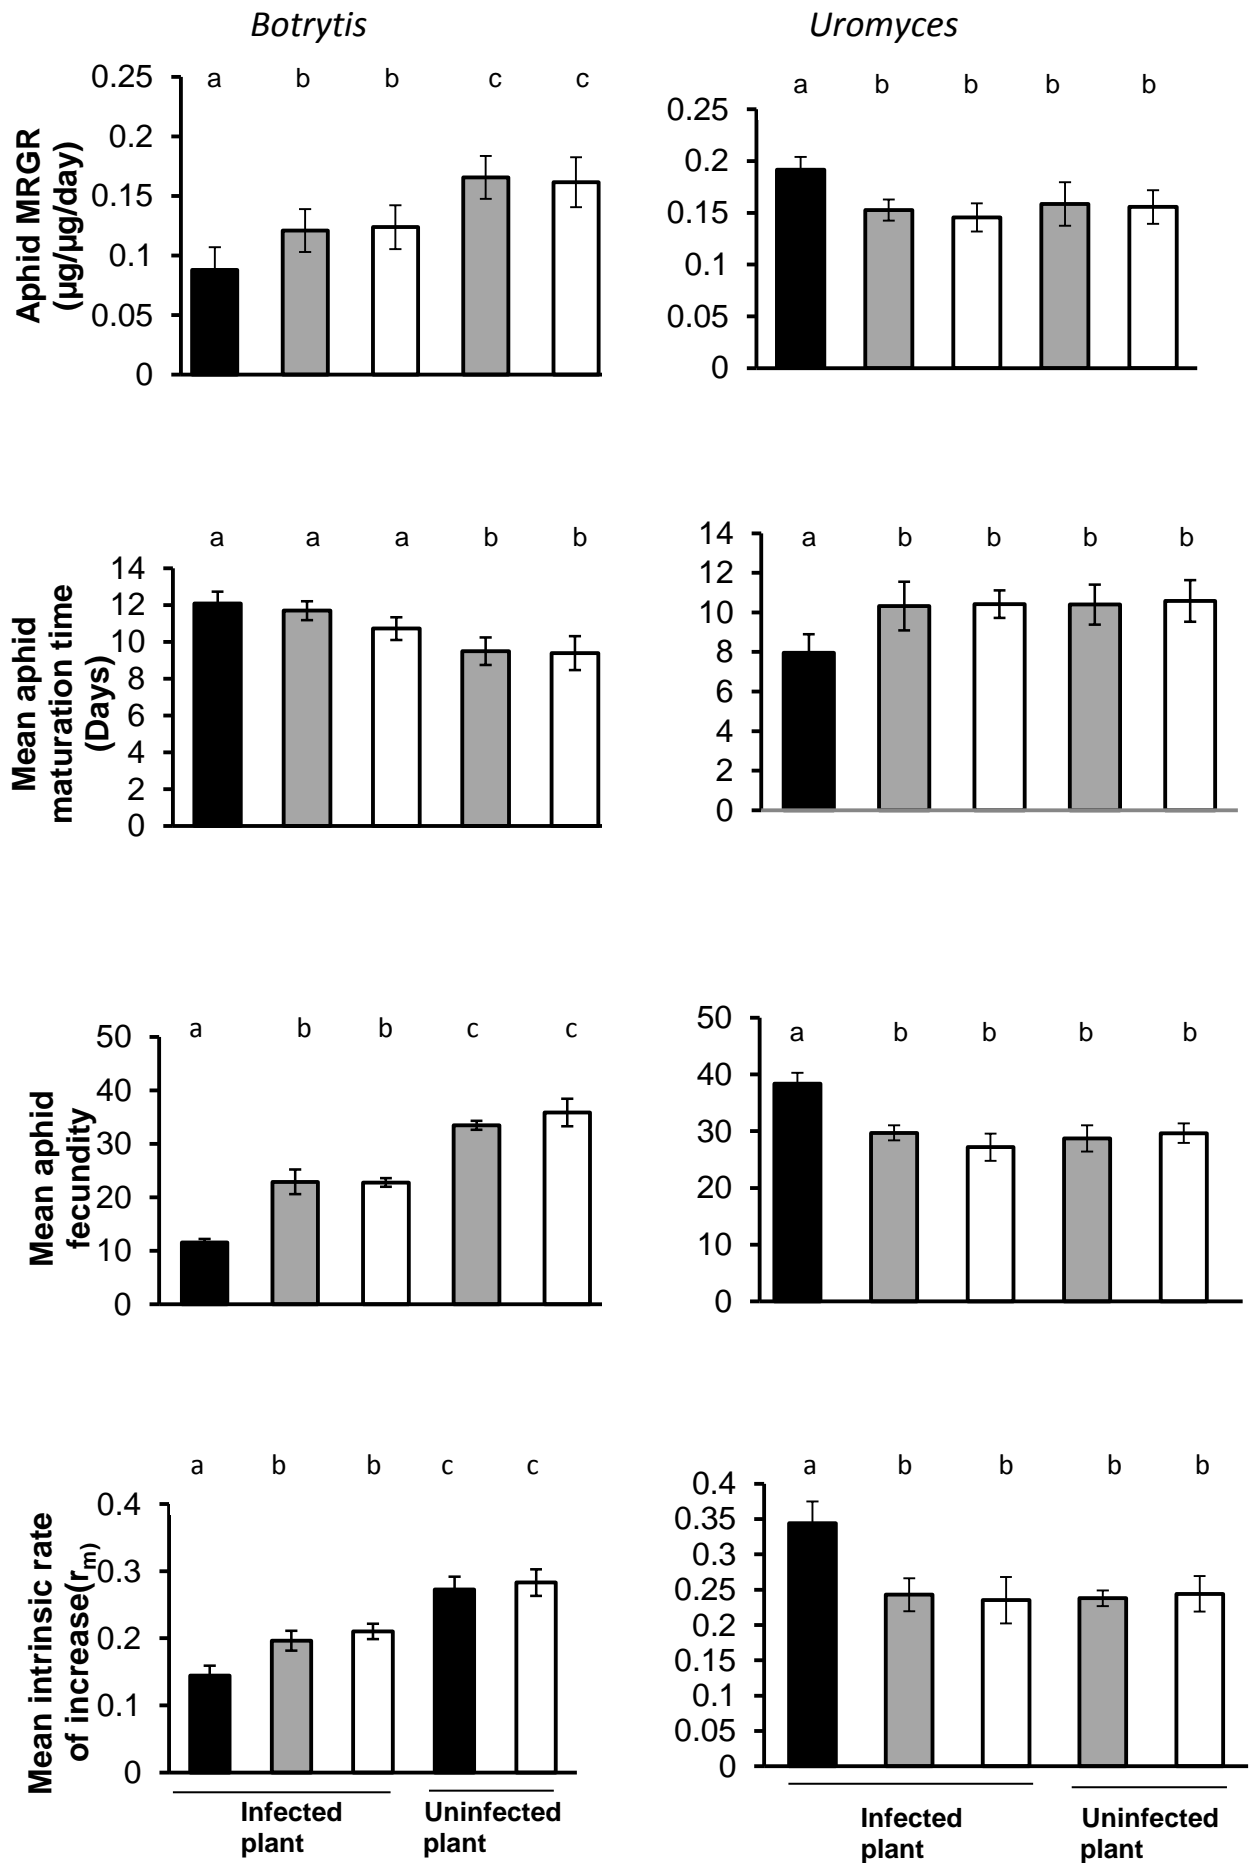 Botrytis
Uromyces
a b b c c
0.25
0.2
0.15
0.1
0.05
0
Aphid MRGR
(µg/µg/day)
a b b b b
0.25
0.2
0.15
0.1
0.05
0
a a a b b
14
12
10
8
6
4
2
0
Mean aphid
maturation time
(Days)
a b b b b
14
12
10
8
6
4
2
0
a b b c c
50
40
30
20
10
0
Mean aphid
fecundity
a b b b b
50
40
30
20
10
0
a b b c c
0.4
0.3
0.2
0.1
0
Mean intrinsic rate
of increase(rm)
a b b b b
0.4
0.35
0.3
0.25
0.2
0.15
0.1
0.05
0
Infected
plant
Uninfected
plant
Infected
plant
Uninfected
plant